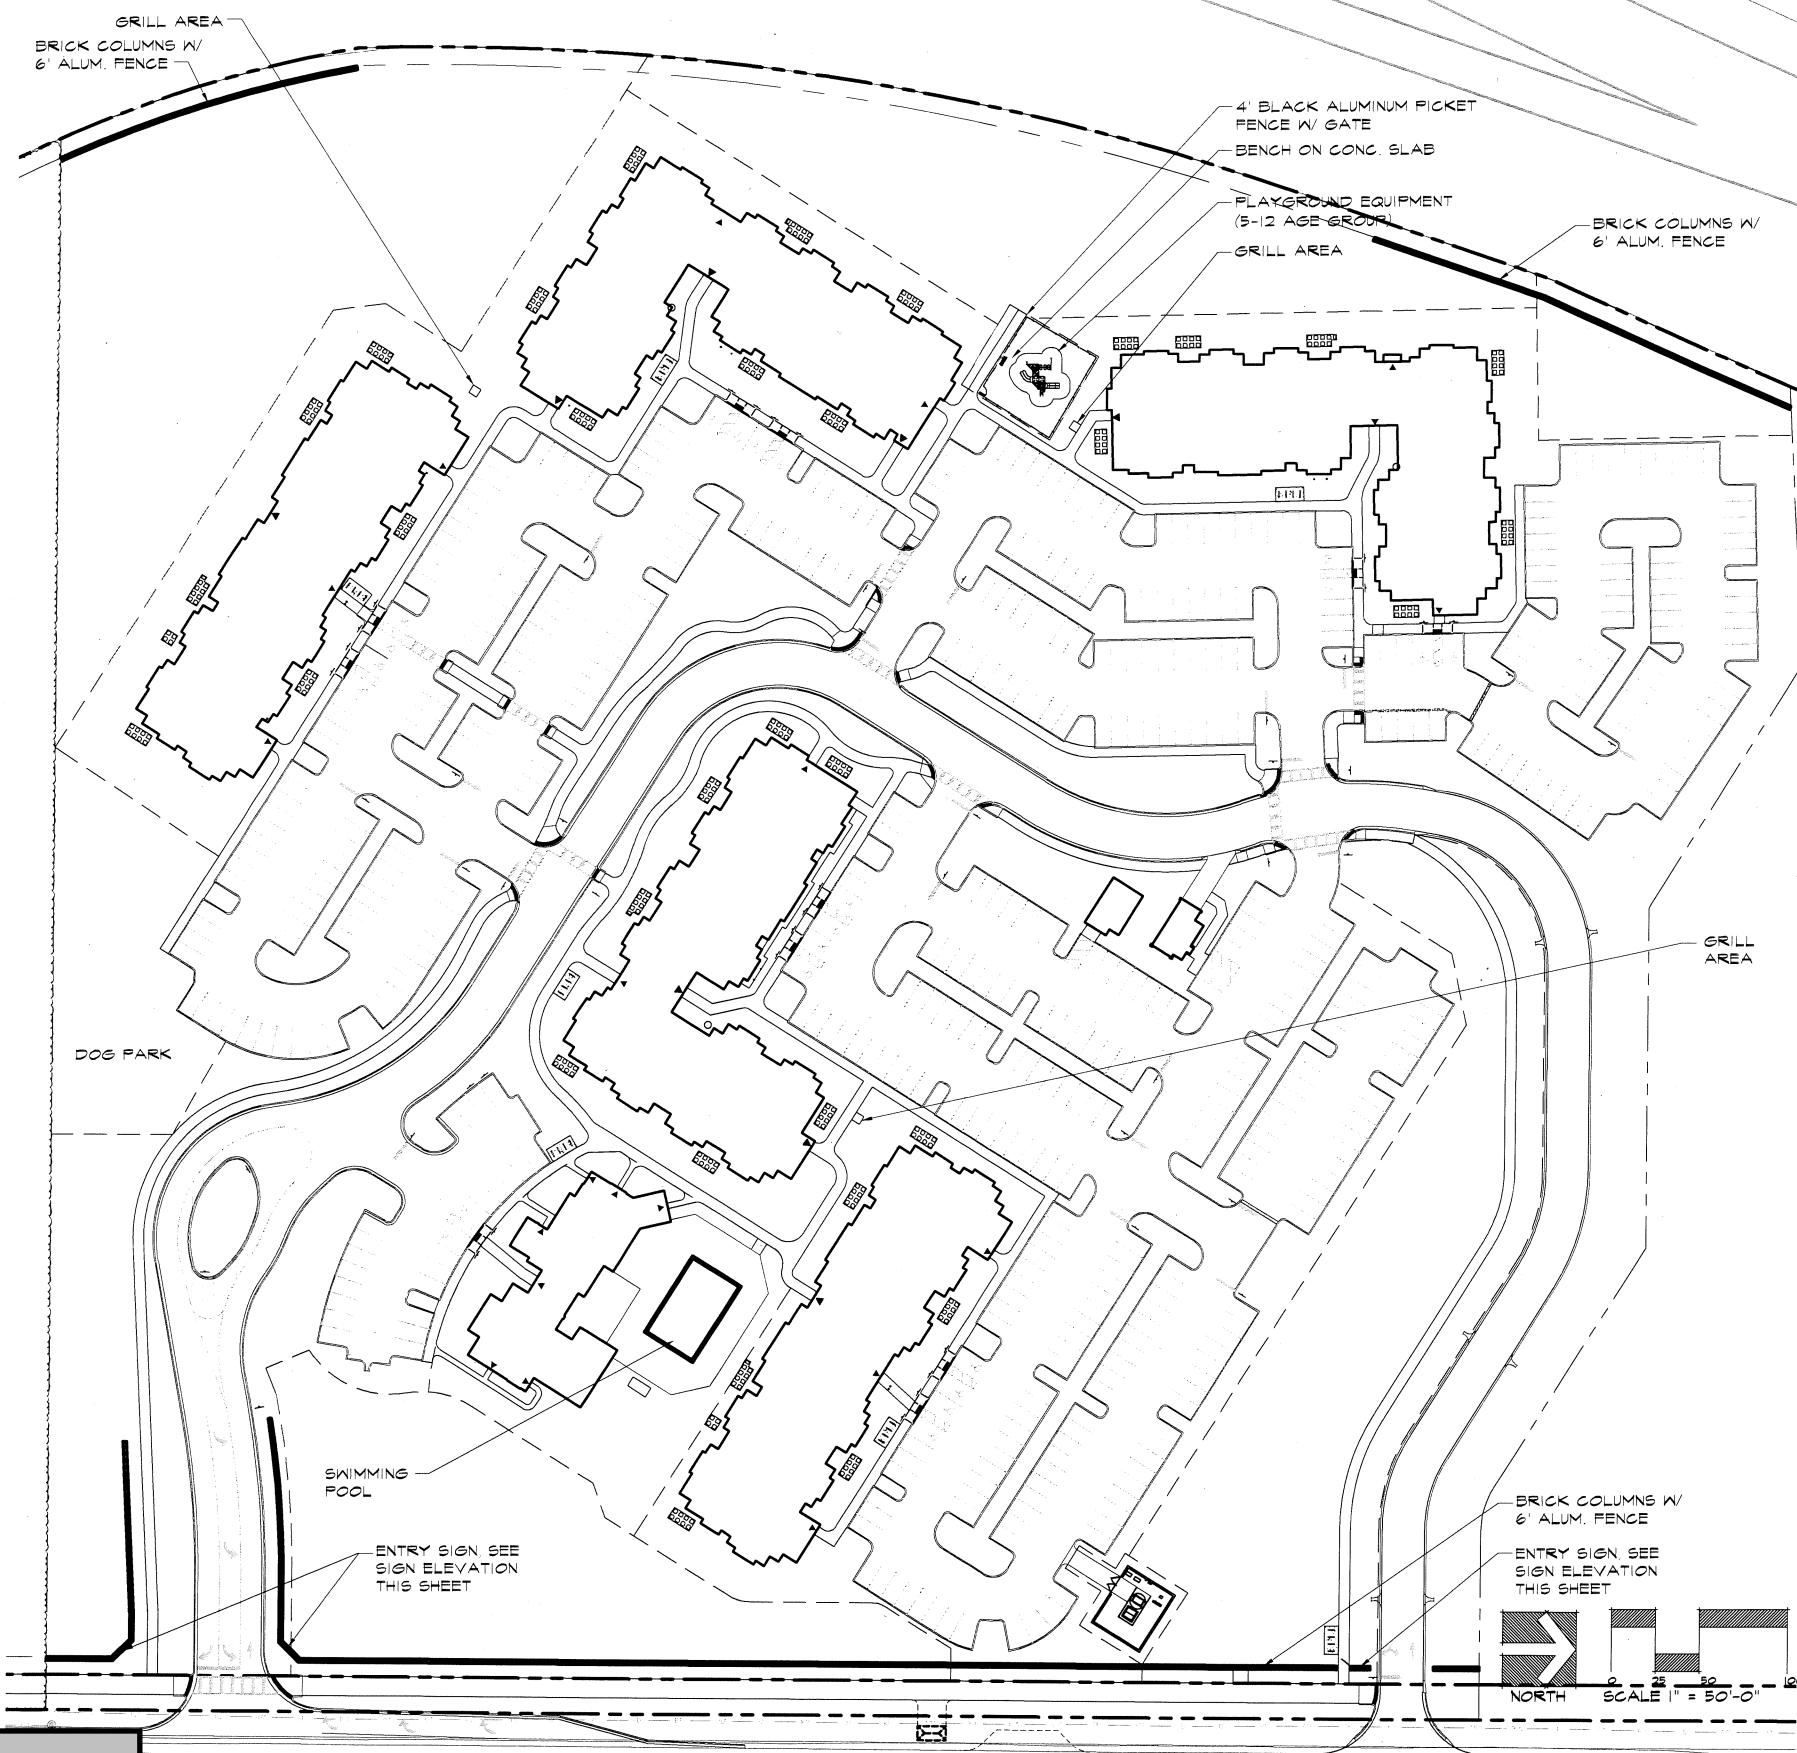 GRILL AREA
BRICK COLUMNS W/
6' ALUM. FENCE
4' BLACK ALUMINUM PICKET
FENCE W/ GATE
BENCH ON CONC. SLAB
PLAYGROUND EQUIPMENT
(5-12 AGE GROUP)
GRILL AREA
BRICK COLUMNS W/
6' ALUM. FENCE
GRILL
AREA
DOG PARK
SWIMMING
POOL
ENTRY SIGN, SEE
SIGN ELEVATION
THIS SHEET
BRICK COLUMNS W/
6' ALUM. FENCE
ENTRY SIGN, SEE
SIGN ELEVATION
THIS SHEET
0 25 50
NORTH
SCALE 1" = 50'-0"